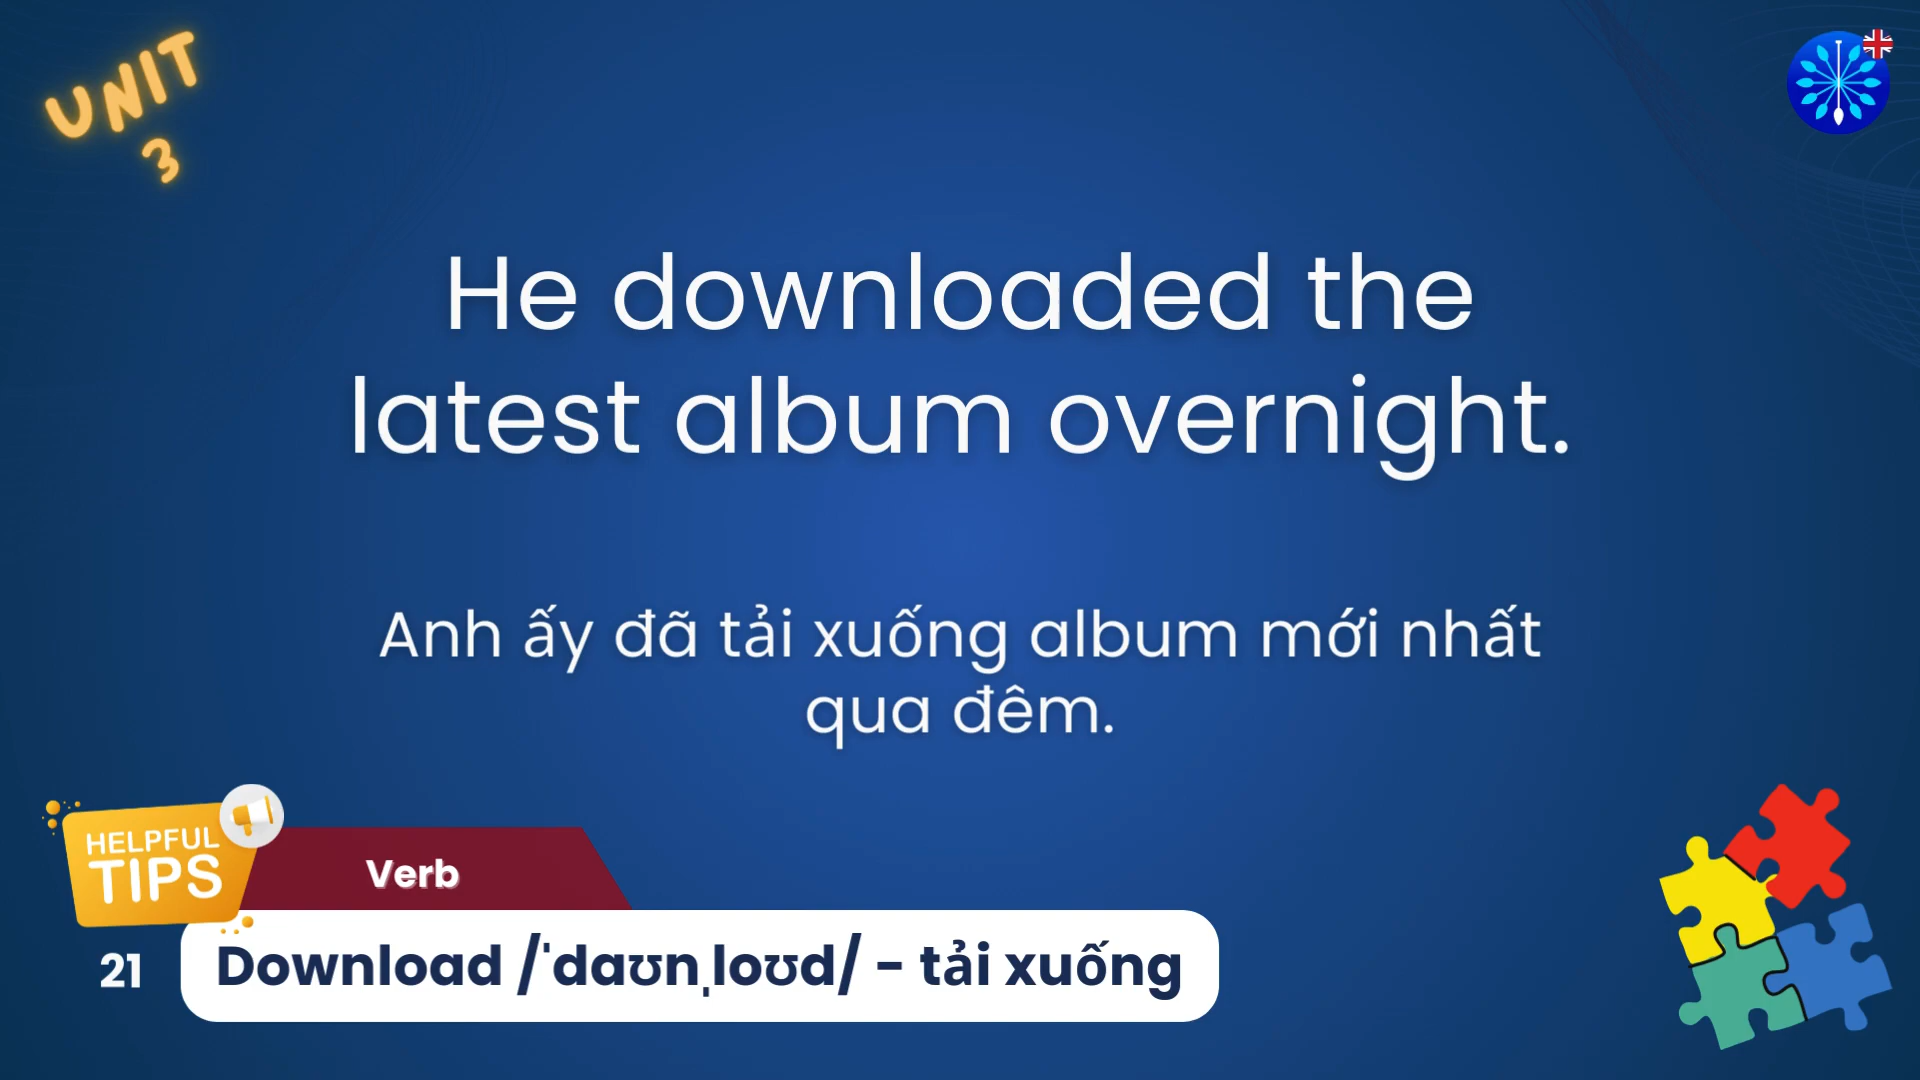 UNIT
3
He downloaded the
latest album overnight.
Anh ấy đã tải xuống album mới nhất
qua đêm.
HELPFUL
TIPS
Verb
21
Download /ˈdaʊnˌloʊd/ - tải xuống